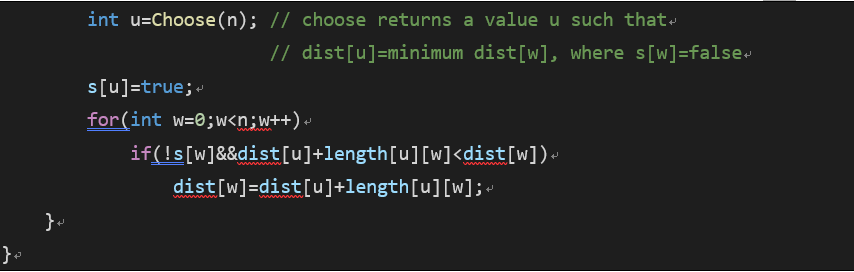 int u=Choose(n); // choose returns a value u such that
// dist[u]=minimum dist[w], where s[w]=false
s[u]=true;
for(int w=0;w<n;w++)
if(!s[w]&&dist[u]+length[u][w]<dist[w])
dist[w]=dist[u]+length[u][w];
}
}